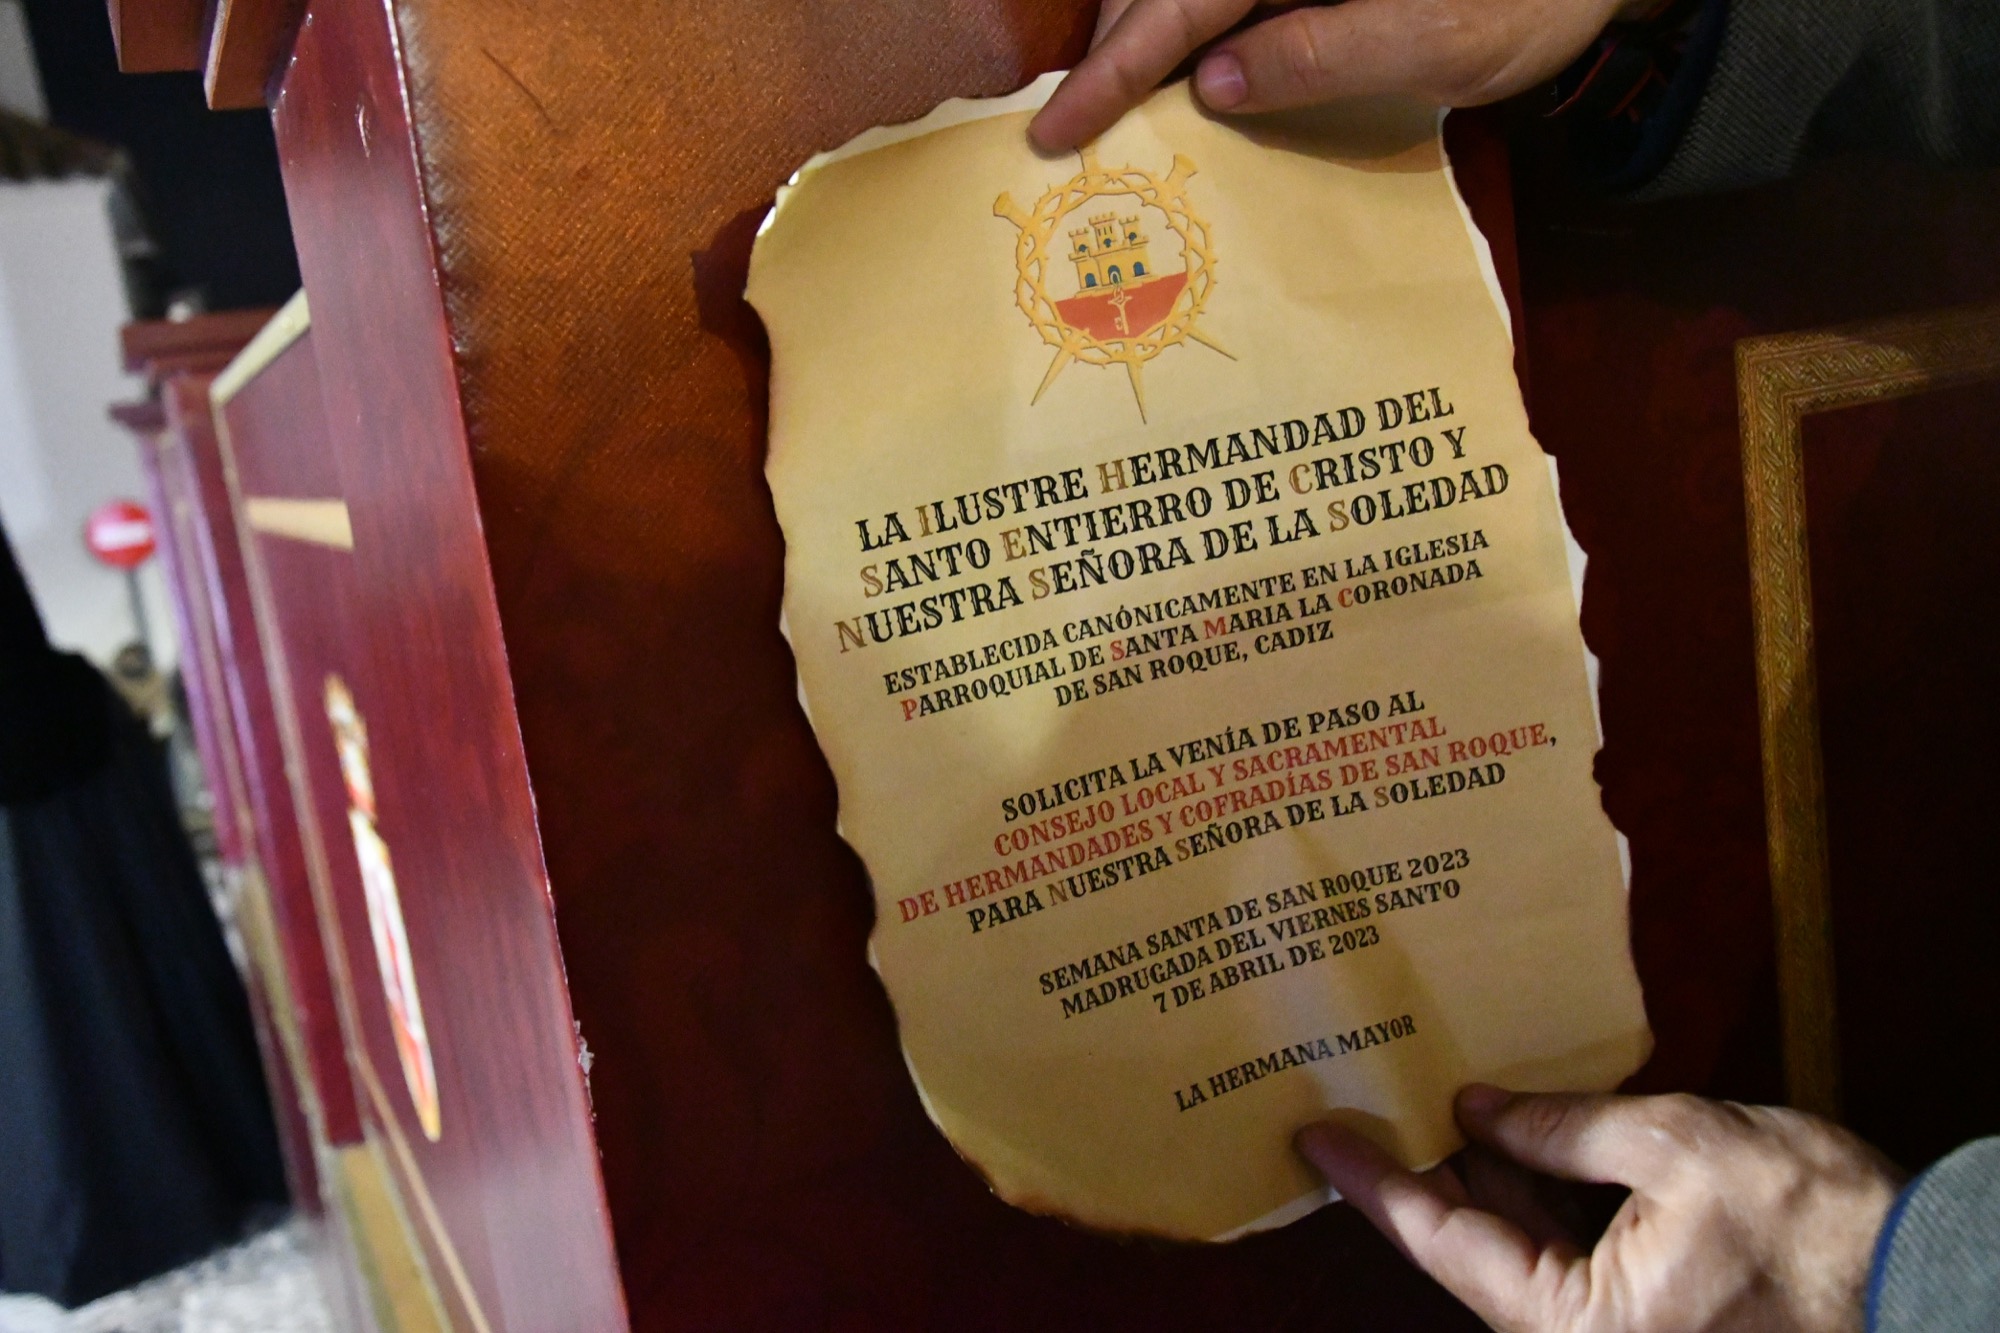 LA ILUSTRE HERMANDAD DEL
SANTO ENTIERRO DE CRISTO Y
NUESTRA SEÑORA DE LA SOLEDAD
ESTABLECIDA CANÓNICAMENTE EN LA IGLESIA
PARROQUIAL DE SANTA MARIA LA CORONADA
DE SAN ROQUE, CADIZ
SOLICITA LA VENÍA DE PASO AL
CONSEJO LOCAL Y SACRAMENTAL
DE HERMANDADES Y COFRADÍAS DE SAN ROQUE,
PARA NUESTRA SEÑORA DE LA SOLEDAD
SEMANA SANTA DE SAN ROQUE 2023
MADRUGADA DEL VIERNES SANTO
7 DE ABRIL DE 2023
LA HERMANA MAYOR